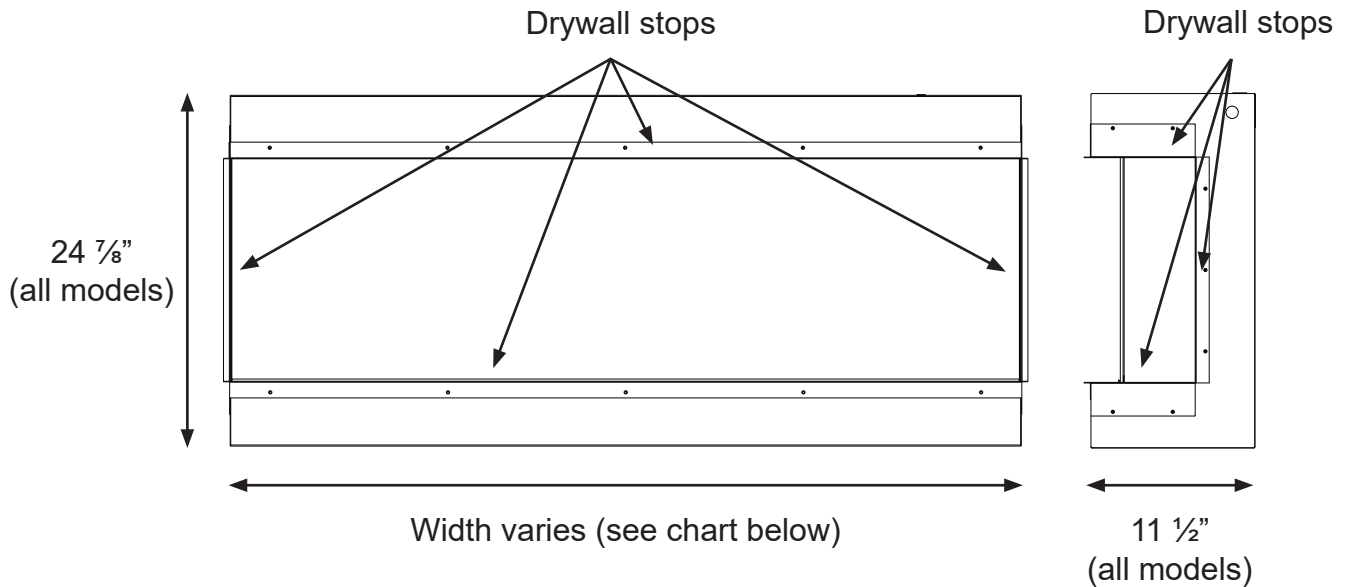 Drywall stops
Drywall stops
24 ⅞”
(all models)
Width varies (see chart below)
11 ½”
(all models)